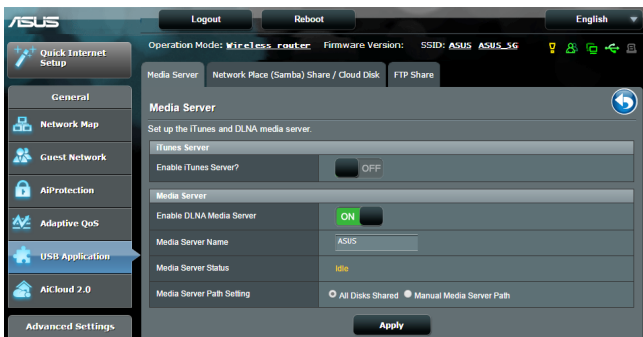 ASUS
Logout
Reboot
English
Quick Internet Setup
Operation Mode: Wireless router Firmware Version: SSID: ASUS ASUS_5G
Media Server
Network Place (Samba) Share / Cloud Disk
FTP Share
General
Network Map
Guest Network
AiProtection
Adaptive QoS
USB Application
AiCloud 2.0
Advanced Settings
Media Server
Set up the iTunes and DLNA media server.
iTunes Server
Enable iTunes Server? OFF
Media Server
Enable DLNA Media Server ON
Media Server Name ASUS
Media Server Status Idle
Media Server Path Setting All Disks Shared Manual Media Server Path
Apply